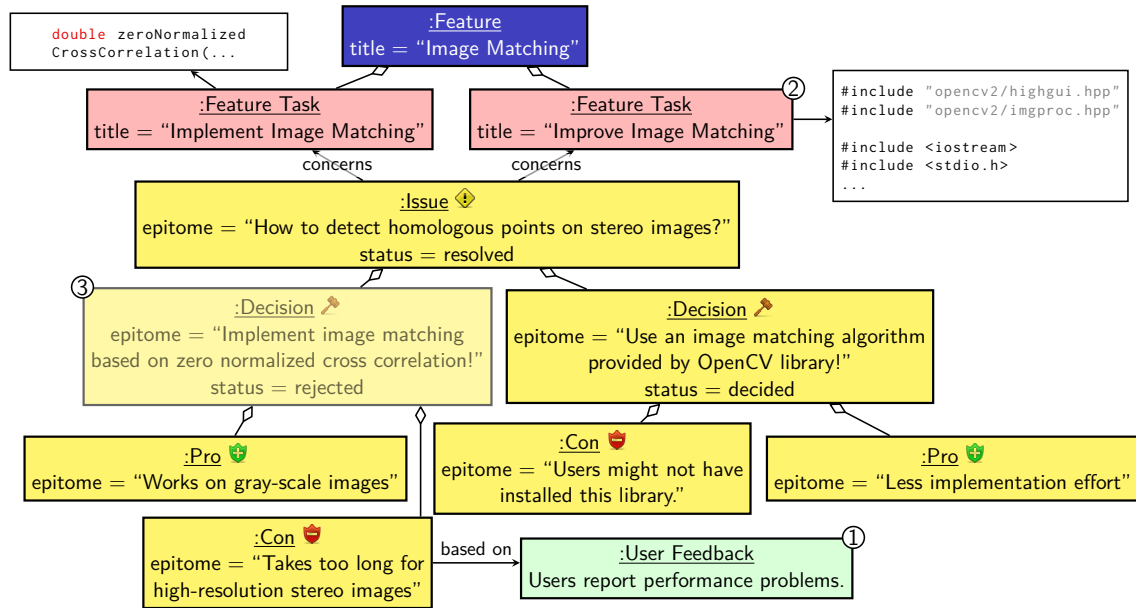 :Feature
title = “Image Matching”
double zeroNormalized
CrossCorrelation(...
:Feature Task
title = “Implement Image Matching”
:Feature Task
title = “Improve Image Matching”
2
#include "opencv2/highgui.hpp"
#include "opencv2/imgproc.hpp"
#include <iostream>
#include <stdio.h>
...
concerns
concerns
:Issue
epitome = “How to detect homologous points on stereo images?”
status = resolved
3
:Decision
epitome = “Implement image matching
based on zero normalized cross correlation!”
status = rejected
:Decision
epitome = “Use an image matching algorithm
provided by OpenCV library!”
status = decided
:Pro
epitome = “Works on gray-scale images”
:Con
epitome = “Users might not have
installed this library.”
:Pro
epitome = “Less implementation effort”
:Con
epitome = “Takes too long for
high-resolution stereo images”
based on
1
:User Feedback
Users report performance problems.